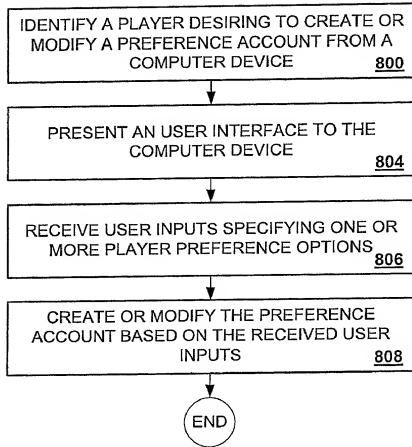 IDENTIFY A PLAYER DESIRING TO CREATE OR
MODIFY A PREFERENCE ACCOUNT FROM A
COMPUTER DEVICE
800
PRESENT AN USER INTERFACE TO THE
COMPUTER DEVICE
804
RECEIVE USER INPUTS SPECIFYING ONE OR
MORE PLAYER PREFERENCE OPTIONS
806
CREATE OR MODIFY THE PREFERENCE
ACCOUNT BASED ON THE RECEIVED USER
INPUTS
808
END